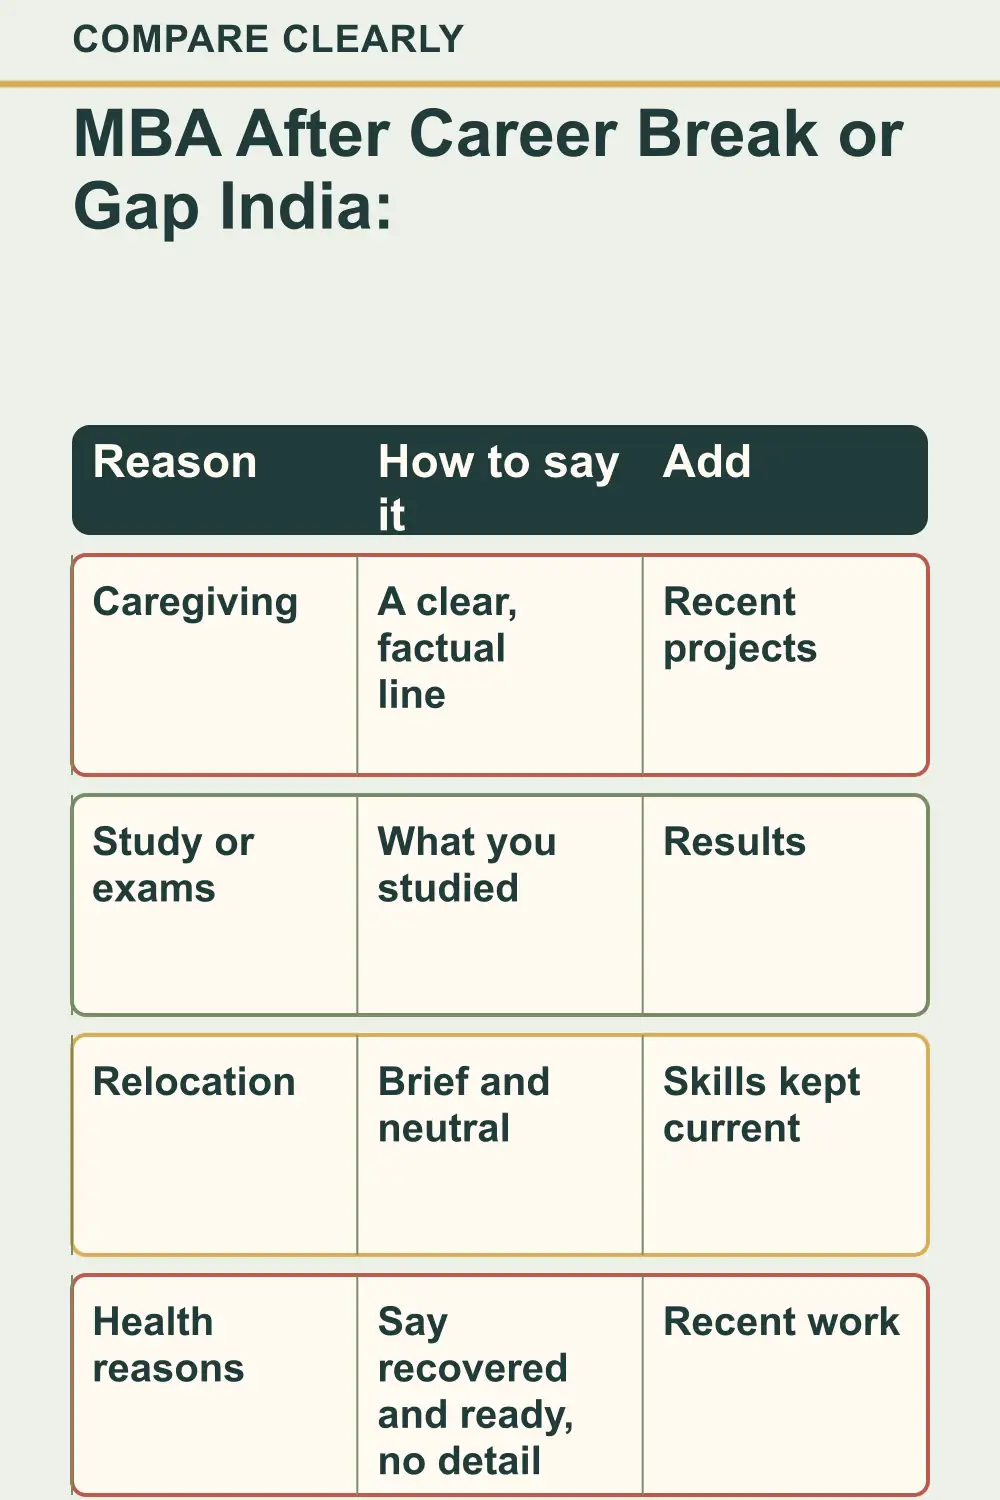 COMPARE CLEARLY
MBA After Career Break or
Gap India:
Reason
How to say
it
Add
Caregiving
A clear,
factual
line
Recent
projects
Study or
exams
What you
studied
Results
Relocation
Brief and
neutral
Skills kept
current
Health
reasons
Say
recovered
and ready,
no detail
Recent work